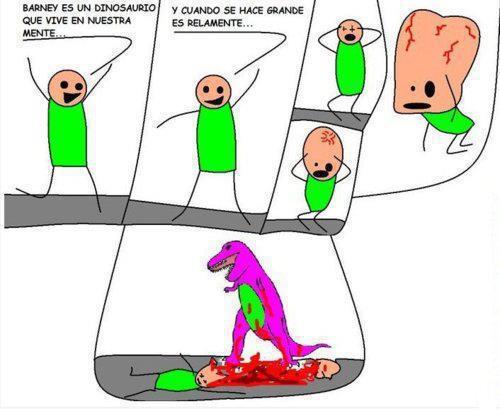 BARNEY ES UN DINOSAURIO
QUE VIVE EN NUESTRA
MENTE...
Y CUANDO SE HACE GRANDE
ES RELAMENTE...